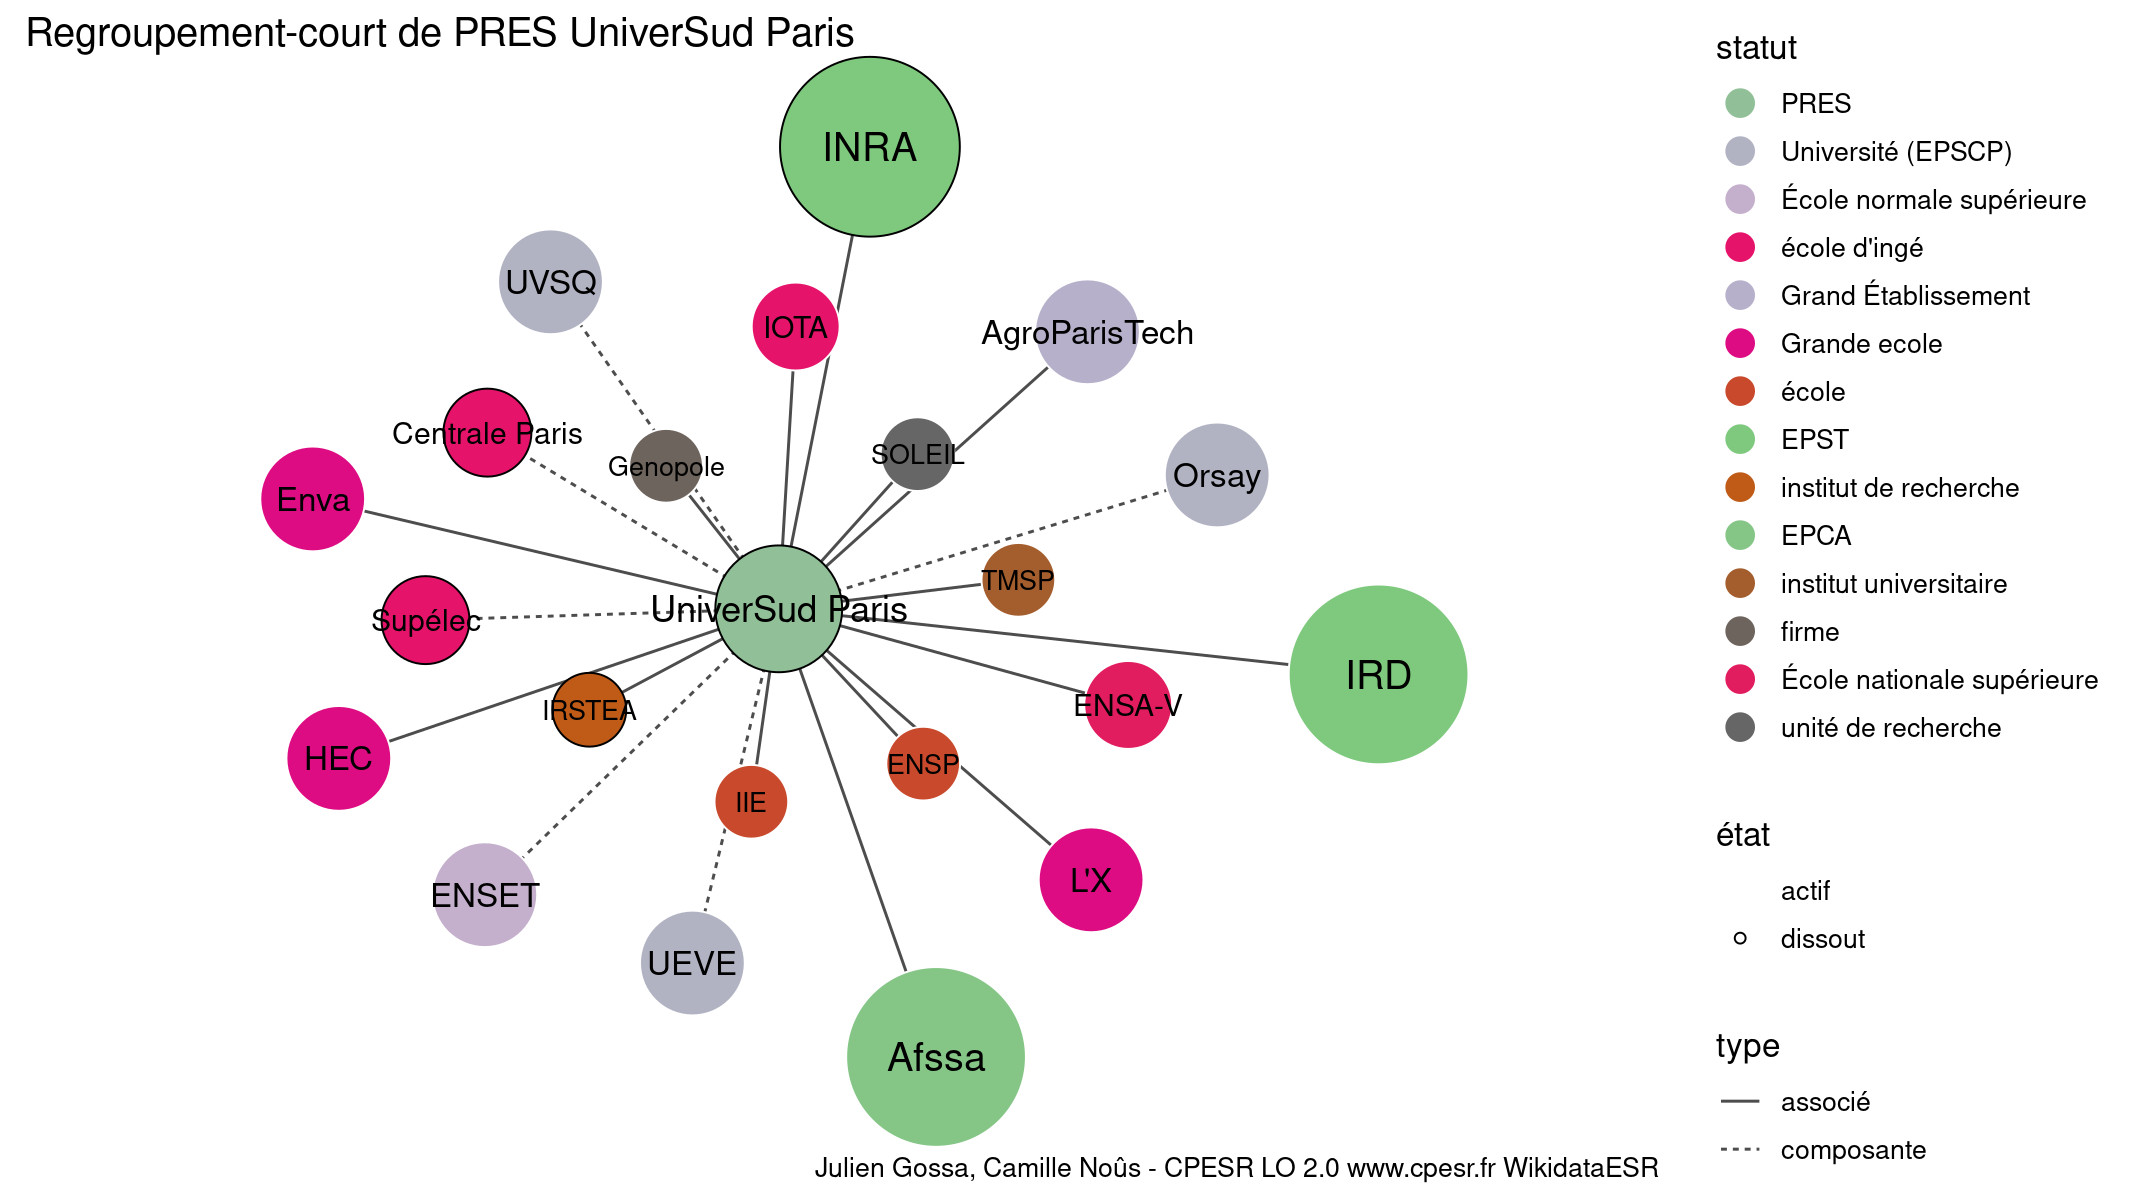 Regroupement-court de PRES UniverSud Paris
INRA
UVSQ
IOTA
AgroParisTech
Centrale Paris
Genopole
SOLEIL
Orsay
Enva
TMSP
UniverSud Paris
Supélec
IRD
ENSA-V
IRSTEA
HEC
ENSP
IIE
L'X
ENSET
UEVE
Afssa
Julien Gossa, Camille Noûs - CPESR LO 2.0 www.cpesr.fr WikidataESR
statut
PRES
Université (EPSCP)
École normale supérieure
école d'ingé
Grand Établissement
Grande ecole
école
EPST
institut de recherche
EPCA
institut universitaire
firme
École nationale supérieure
unité de recherche
état
actif
dissout
type
associé
composante